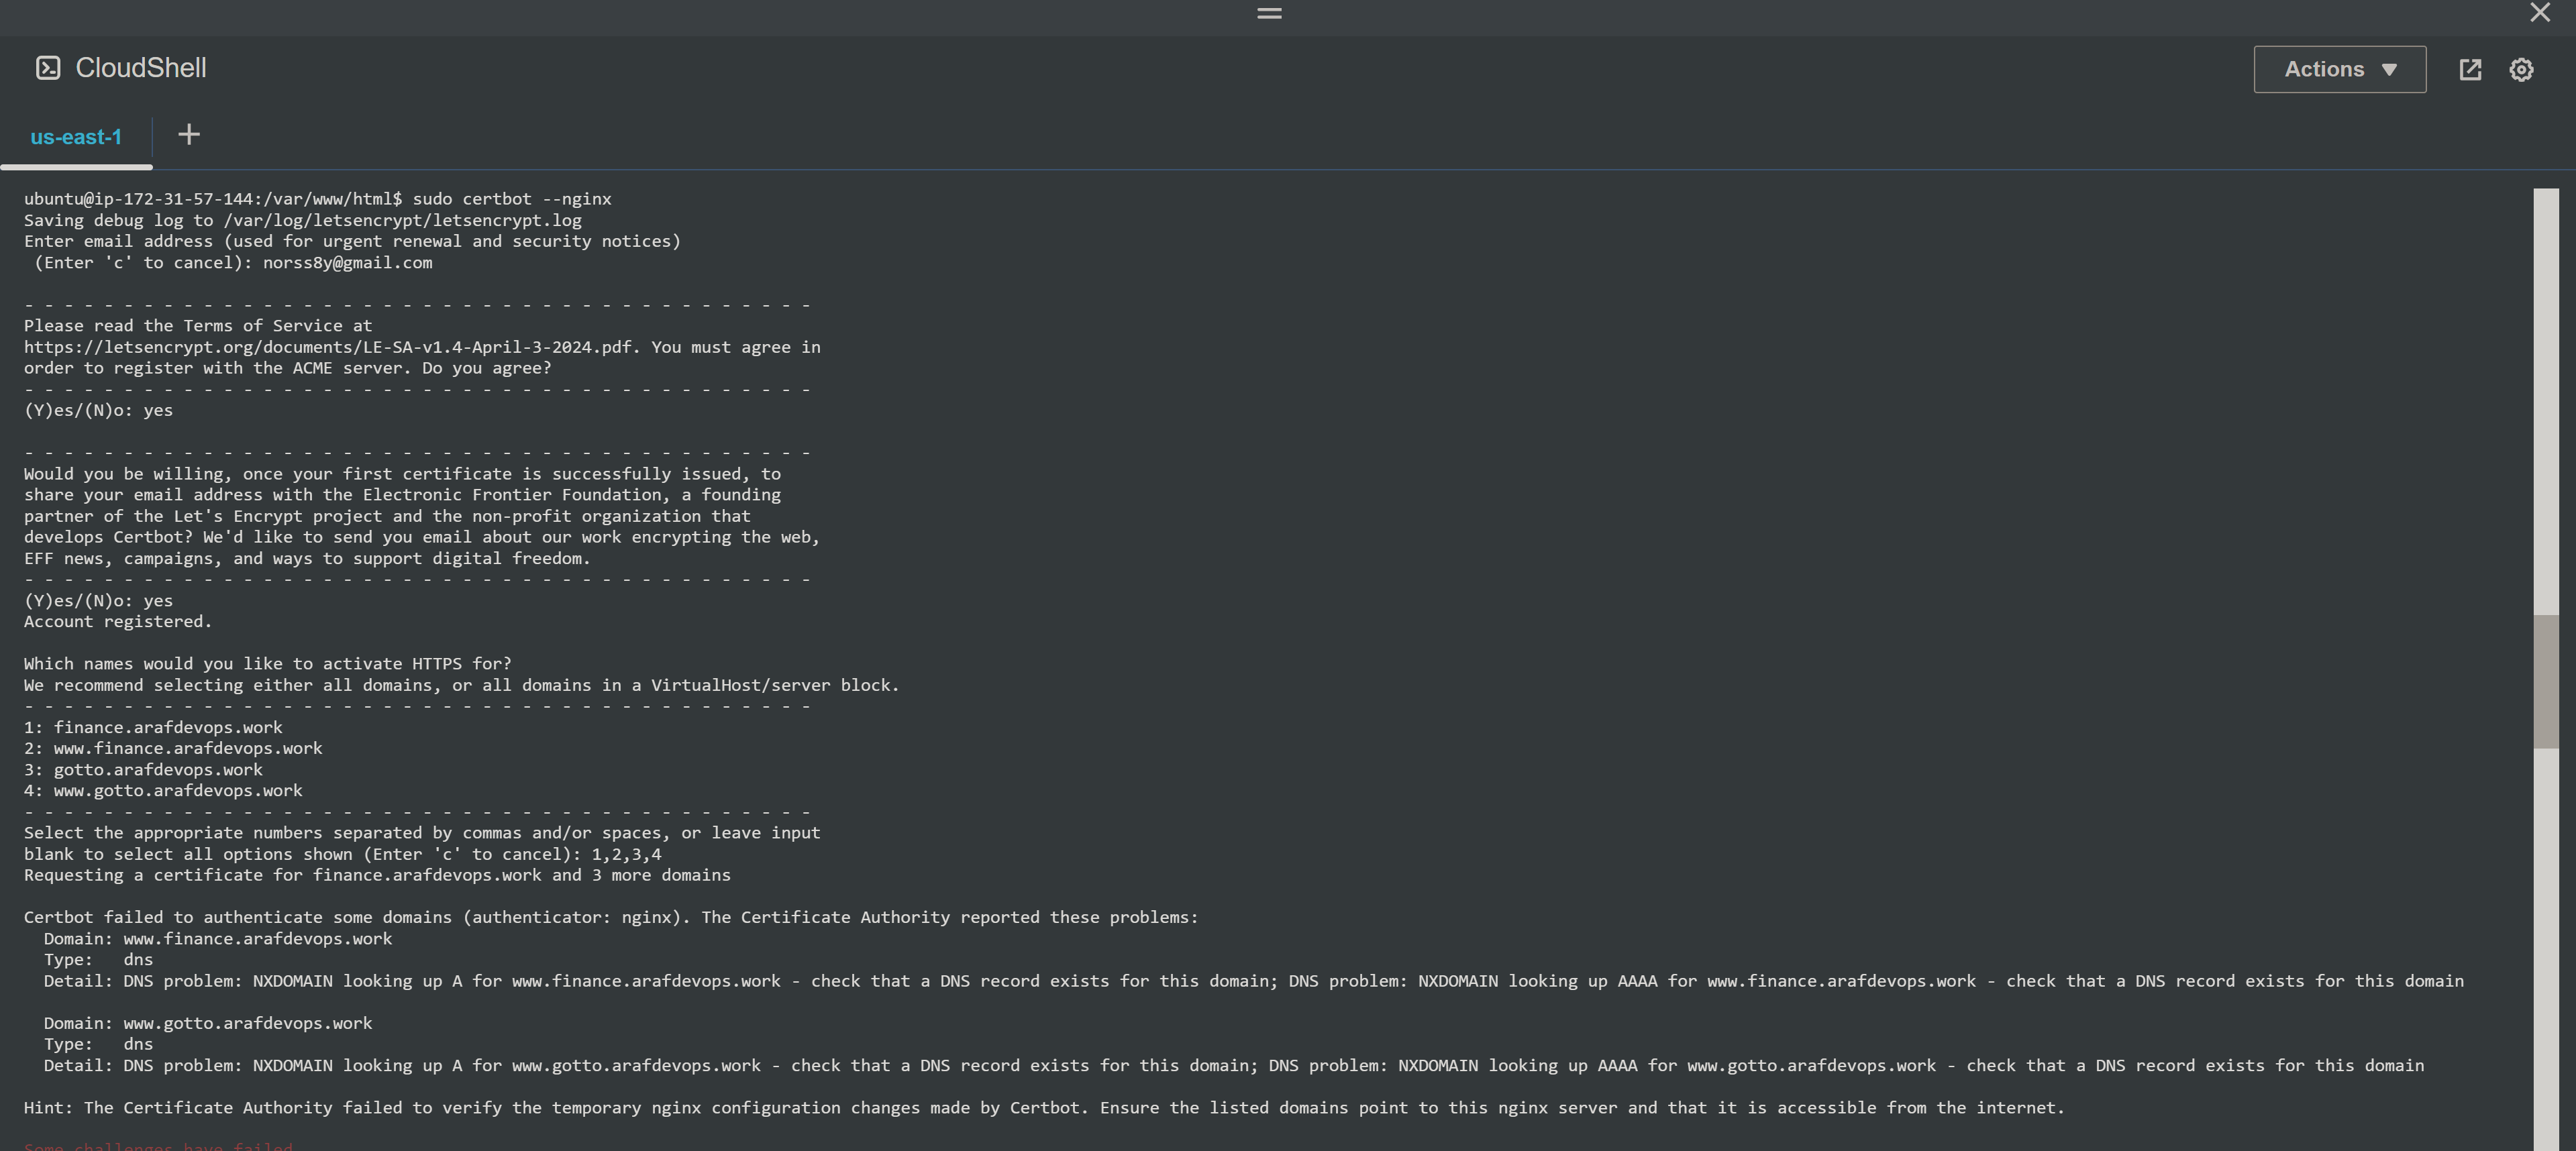 CloudShell
Actions
us-east-1
ubuntu@ip-172-31-57-144:/var/www/html$ sudo certbot --nginx
Saving debug log to /var/log/letsencrypt/letsencrypt.log
Enter email address (used for urgent renewal and security notices)
 (Enter 'c' to cancel): norss8y@gmail.com
- - - - - - - - - - - - - - - - - - - - - - - - - - - - - - - - - - - - - - - -
Please read the Terms of Service at
https://letsencrypt.org/documents/LE-SA-v1.4-April-3-2024.pdf. You must agree in
order to register with the ACME server. Do you agree?
- - - - - - - - - - - - - - - - - - - - - - - - - - - - - - - - - - - - - - - -
(Y)es/(N)o: yes
- - - - - - - - - - - - - - - - - - - - - - - - - - - - - - - - - - - - - - - -
Would you be willing, once your first certificate is successfully issued, to
share your email address with the Electronic Frontier Foundation, a founding
partner of the Let's Encrypt project and the non-profit organization that
develops Certbot? We'd like to send you email about our work encrypting the web,
EFF news, campaigns, and ways to support digital freedom.
- - - - - - - - - - - - - - - - - - - - - - - - - - - - - - - - - - - - - - - -
(Y)es/(N)o: yes
Account registered.
Which names would you like to activate HTTPS for?
We recommend selecting either all domains, or all domains in a VirtualHost/server block.
- - - - - - - - - - - - - - - - - - - - - - - - - - - - - - - - - - - - - - - -
1: finance.arafdevops.work
2: www.finance.arafdevops.work
3: gotto.arafdevops.work
4: www.gotto.arafdevops.work
- - - - - - - - - - - - - - - - - - - - - - - - - - - - - - - - - - - - - - - -
Select the appropriate numbers separated by commas and/or spaces, or leave input
blank to select all options shown (Enter 'c' to cancel): 1,2,3,4
Requesting a certificate for finance.arafdevops.work and 3 more domains
Certbot failed to authenticate some domains (authenticator: nginx). The Certificate Authority reported these problems:
  Domain: www.finance.arafdevops.work
  Type:   dns
  Detail: DNS problem: NXDOMAIN looking up A for www.finance.arafdevops.work - check that a DNS record exists for this domain; DNS problem: NXDOMAIN looking up AAAA for www.finance.arafdevops.work - check that a DNS record exists for this domain
  Domain: www.gotto.arafdevops.work
  Type:   dns
  Detail: DNS problem: NXDOMAIN looking up A for www.gotto.arafdevops.work - check that a DNS record exists for this domain; DNS problem: NXDOMAIN looking up AAAA for www.gotto.arafdevops.work - check that a DNS record exists for this domain
Hint: The Certificate Authority failed to verify the temporary nginx configuration changes made by Certbot. Ensure the listed domains point to this nginx server and that it is accessible from the internet.
Some challenges have failed